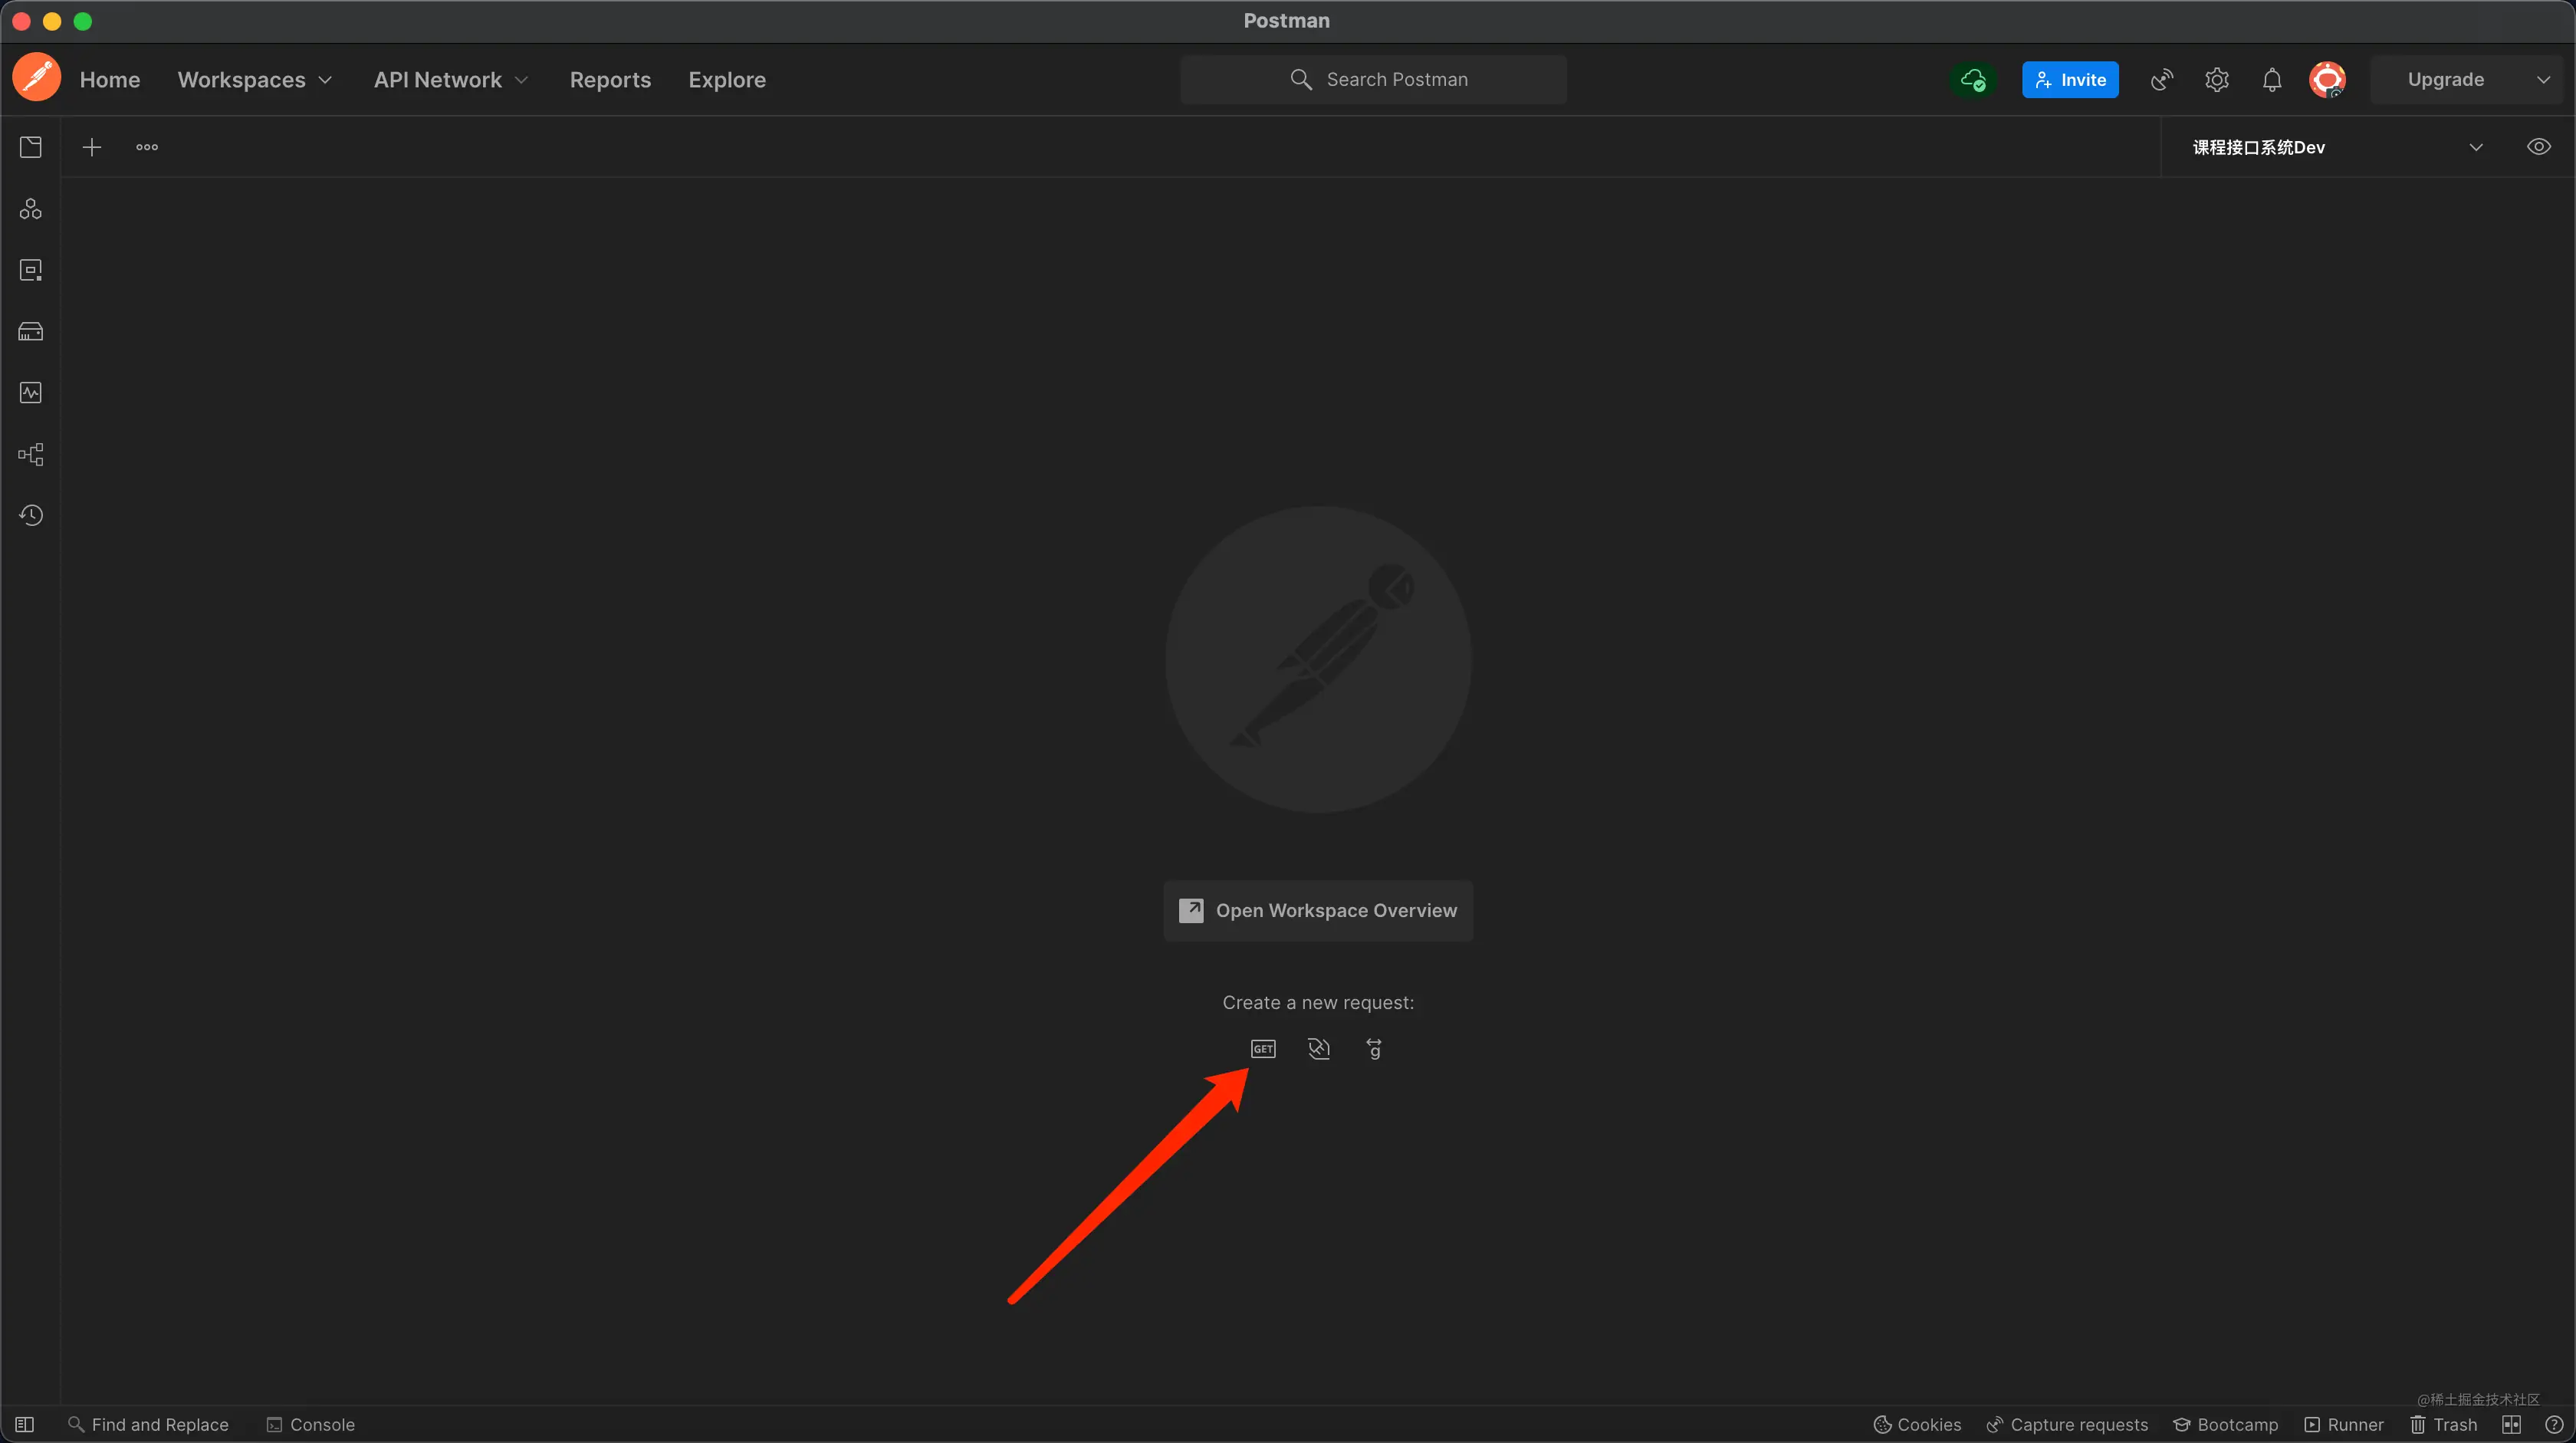 Postman
Home Workspaces API Network Reports Explore Search Postman Invite Upgrade
课程接口系统Dev
Open Workspace Overview
Create a new request:
GET g
@稀土掘金技术社区
Find and Replace Console Cookies Capture requests Bootcamp Runner Trash